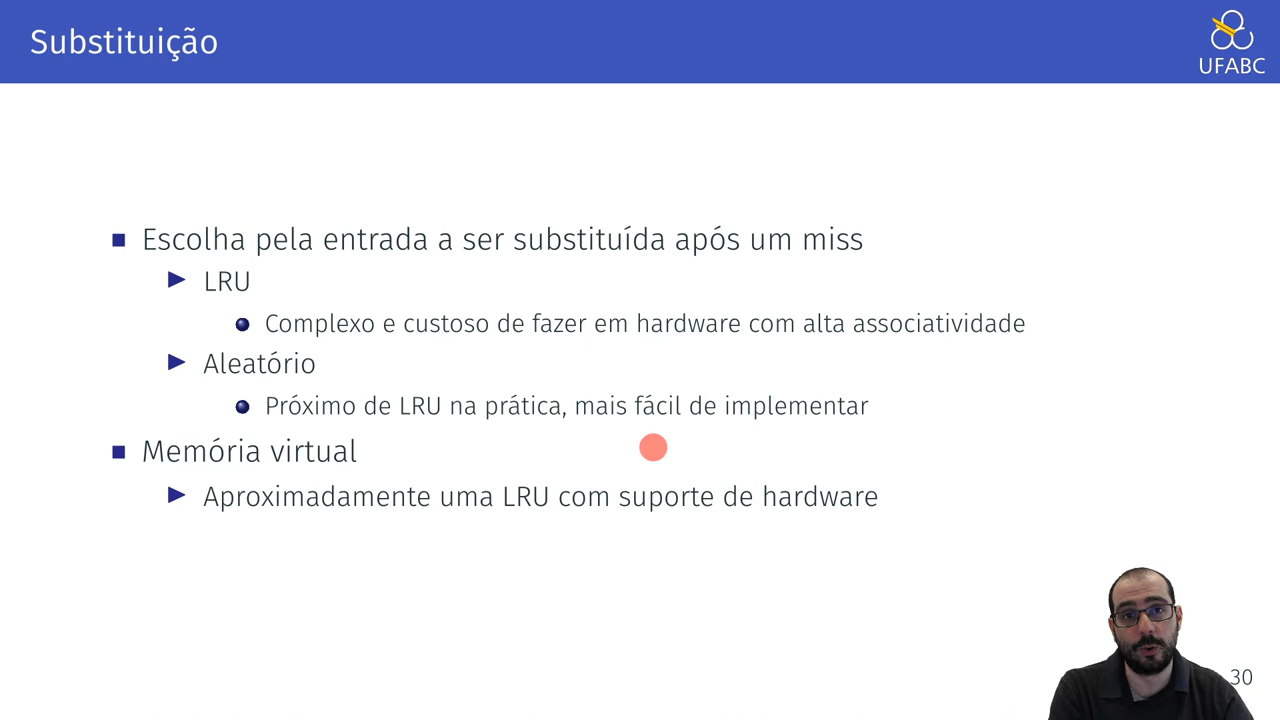 Substituição
UFABC
Escolha pela entrada a ser substituída após um miss
LRU
Complexo e custoso de fazer em hardware com alta associatividade
Aleatório
Próximo de LRU na prática, mais fácil de implementar
Memória virtual
Aproximadamente uma LRU com suporte de hardware
30